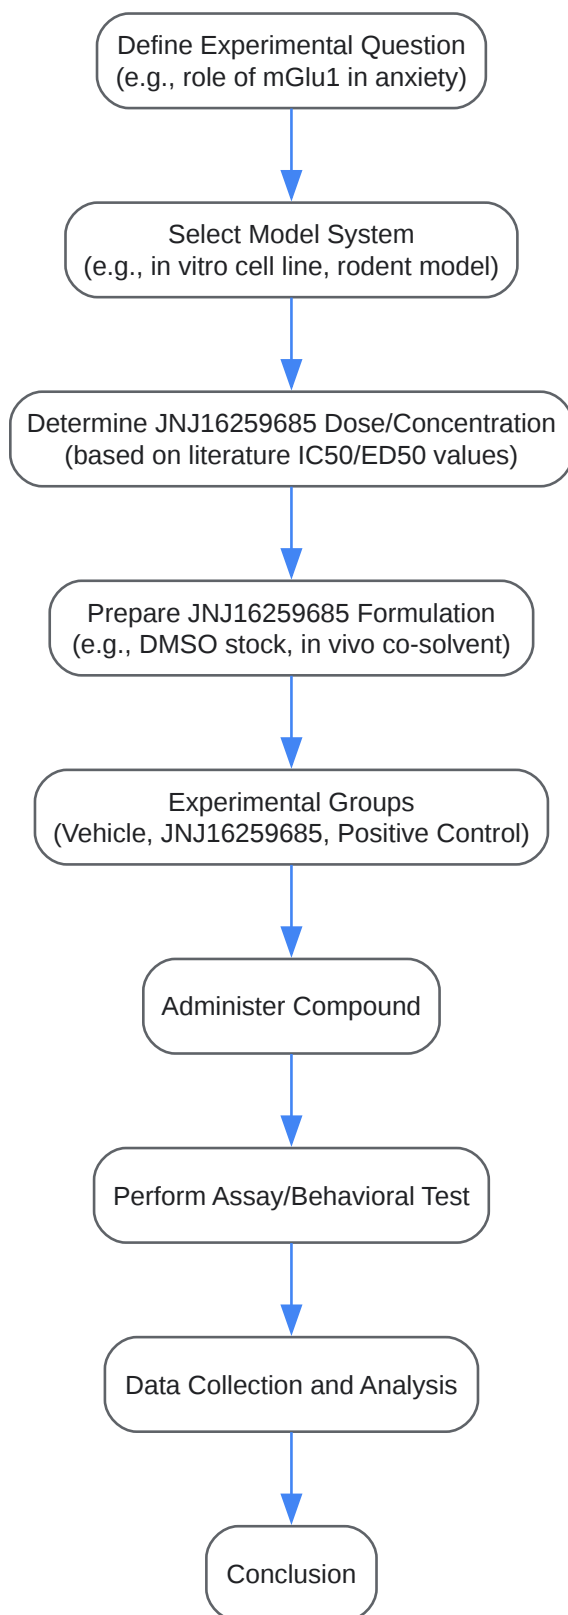 Define Experimental Question
(e.g., role of mGlu1 in anxiety)
Select Model System
(e.g., in vitro cell line, rodent model)
Determine JNJ16259685 Dose/Concentration
(based on literature IC50/ED50 values)
Prepare JNJ16259685 Formulation
(e.g., DMSO stock, in vivo co-solvent)
Experimental Groups
(Vehicle, JNJ16259685, Positive Control)
Administer Compound
Perform Assay/Behavioral Test
Data Collection and Analysis
Conclusion